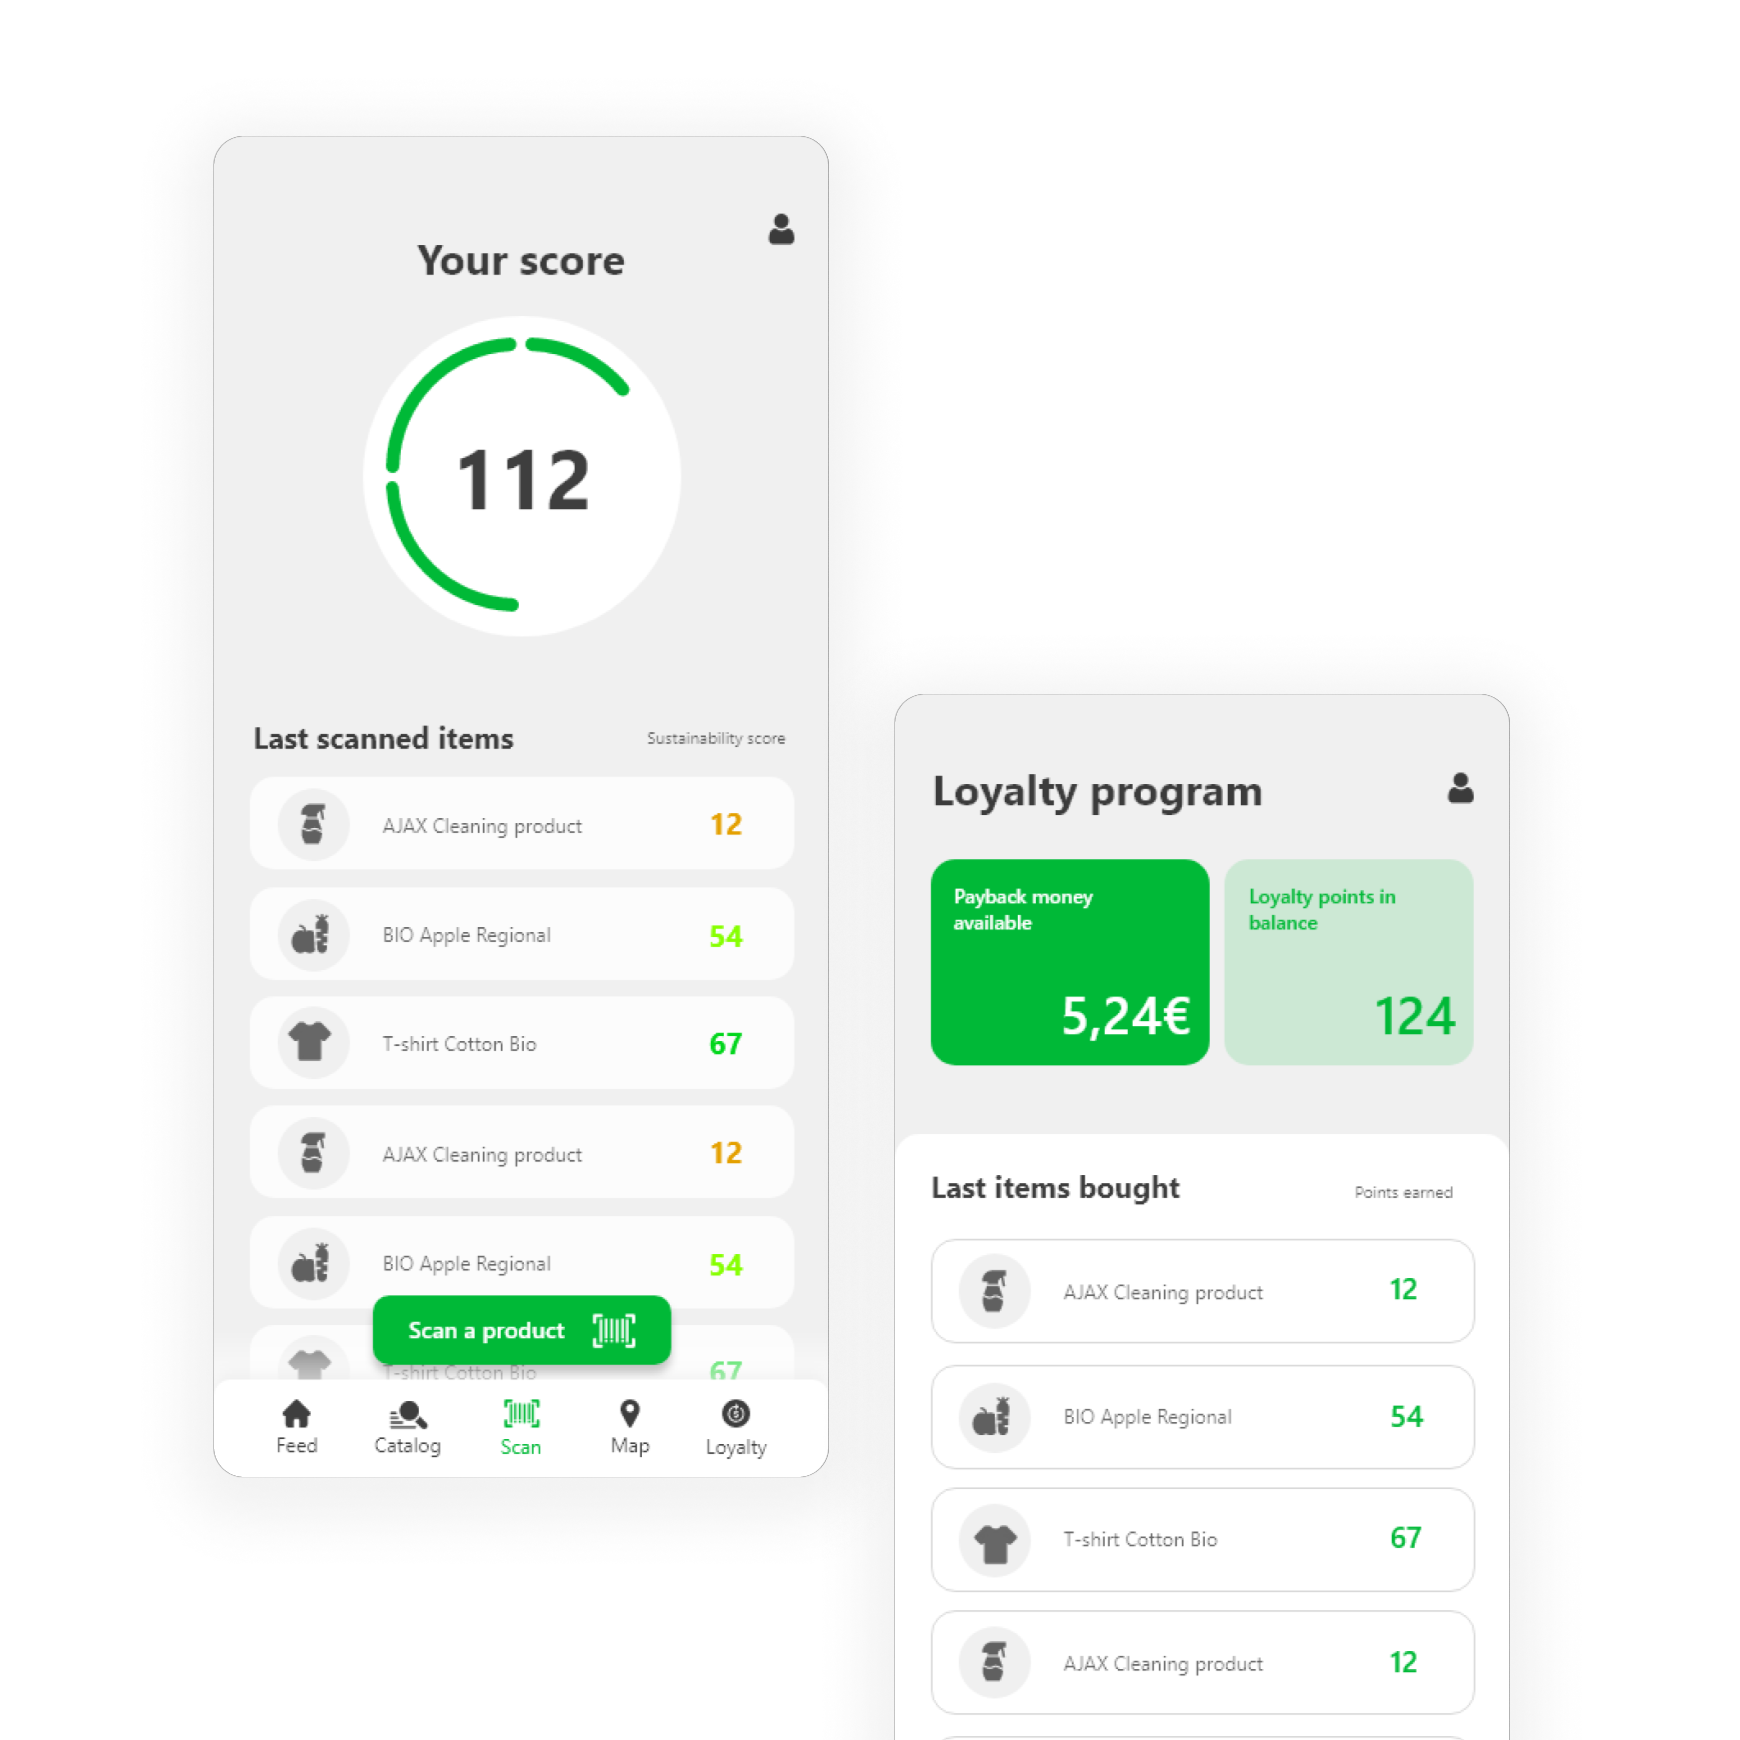 Your score
112
Last scanned items
Sustainability score
AJAX Cleaning product
12
BIO Apple Regional
54
T-shirt Cotton Bio
67
AJAX Cleaning product
12
BIO Apple Regional
54
Scan a product
T-shirt Cotton Bio
67
Feed
Catalog
Scan
Map
Loyalty
Loyalty program
Payback money
available
5,24€
Loyalty points in
balance
124
Last items bought
Points earned
AJAX Cleaning product
12
BIO Apple Regional
54
T-shirt Cotton Bio
67
AJAX Cleaning product
12